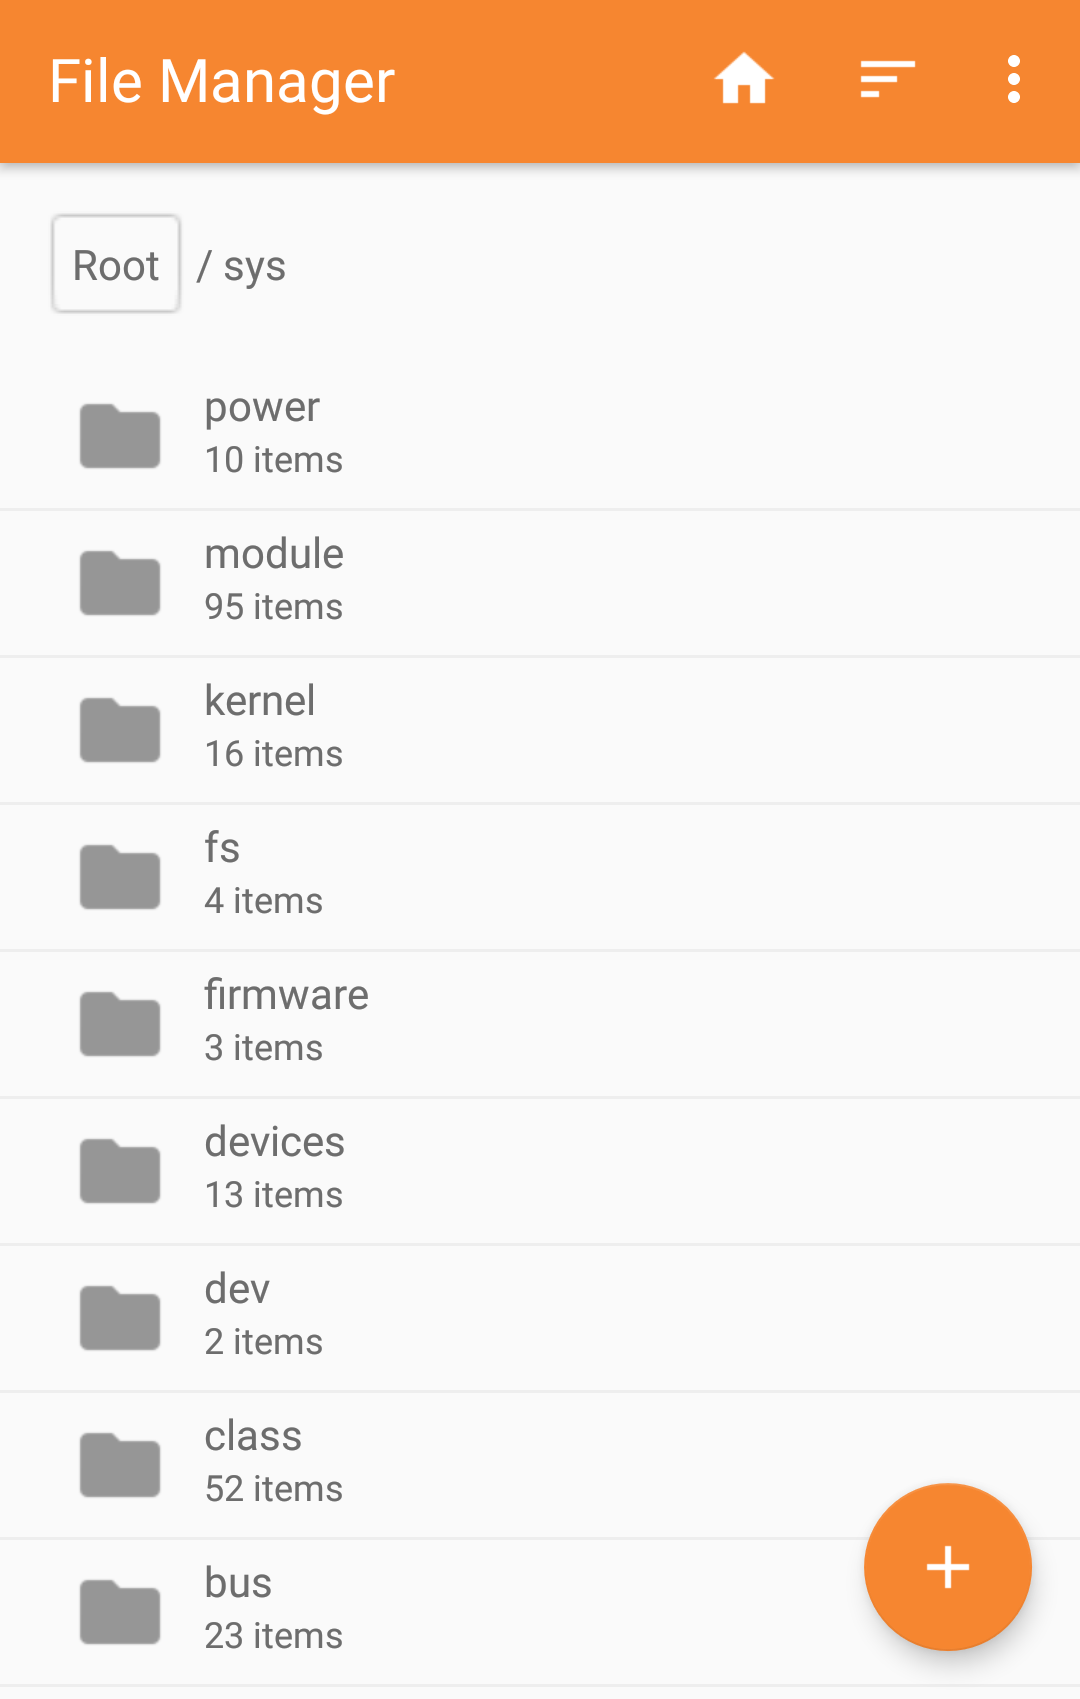 File Manager
Root / sys
power
10 items
module
95 items
kernel
16 items
fs
4 items
firmware
3 items
devices
13 items
dev
2 items
class
52 items
bus
23 items